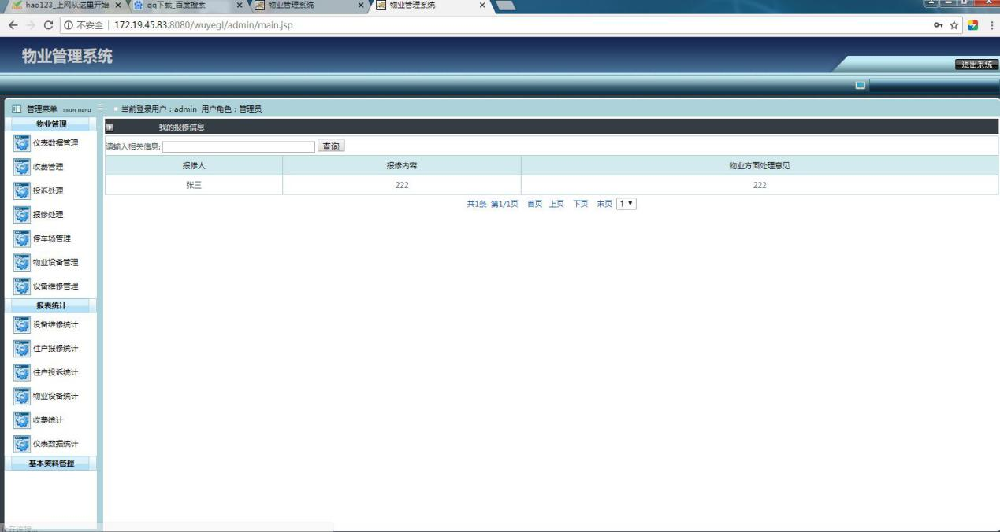 hao123_上网从这里开始
qq下载_百度搜索
物业管理系统
物业管理系统
不安全 172.19.45.83:8080/wuyegl/admin/main.jsp
物业管理系统
退出系统
管理菜单 MAIN MENU
当前登录用户：admin 用户角色：管理员
物业管理
仪表数据管理
收费管理
投诉处理
报修处理
停车场管理
物业设备管理
设备维修管理
报表统计
设备维修统计
住户报修统计
住户投诉统计
物业设备统计
收费统计
仪表数据统计
基本资料管理
我的报修信息
请输入相关信息: 查询
报修人 报修内容 物业方面处理意见
张三 222 222
共1条 第1/1页 首页 上页 下页 末页 1